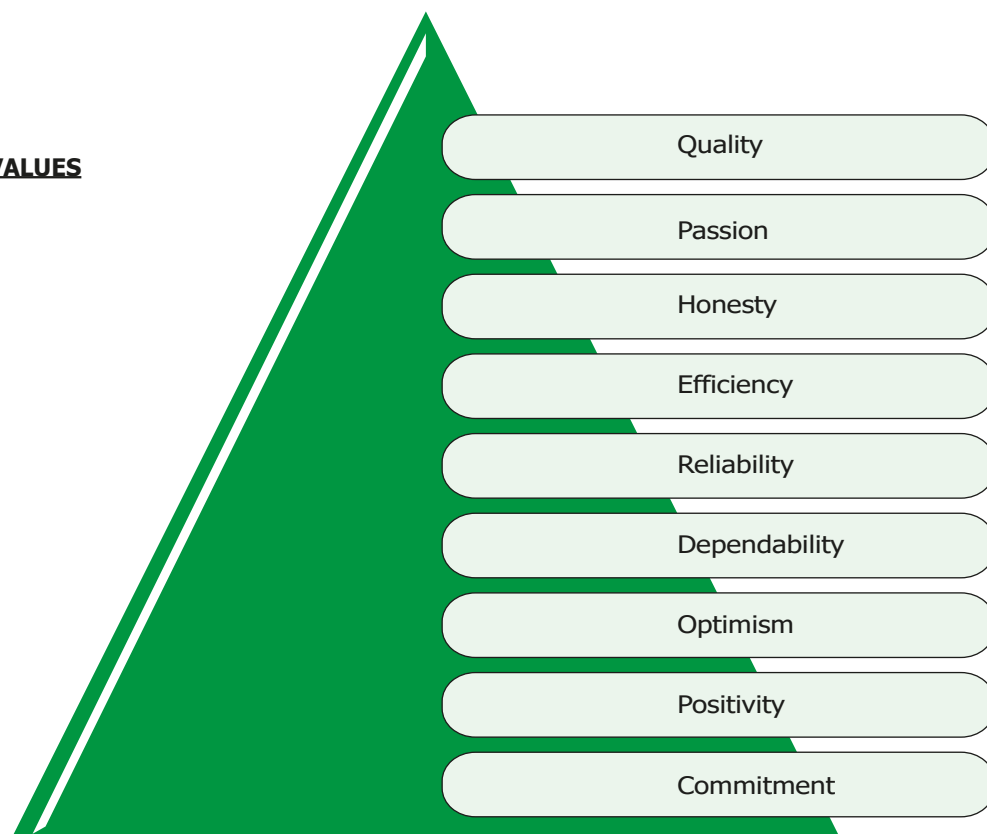 Quality
VALUES
Passion
Honesty
Efficiency
Reliability
Dependability
Optimism
Positivity
Commitment